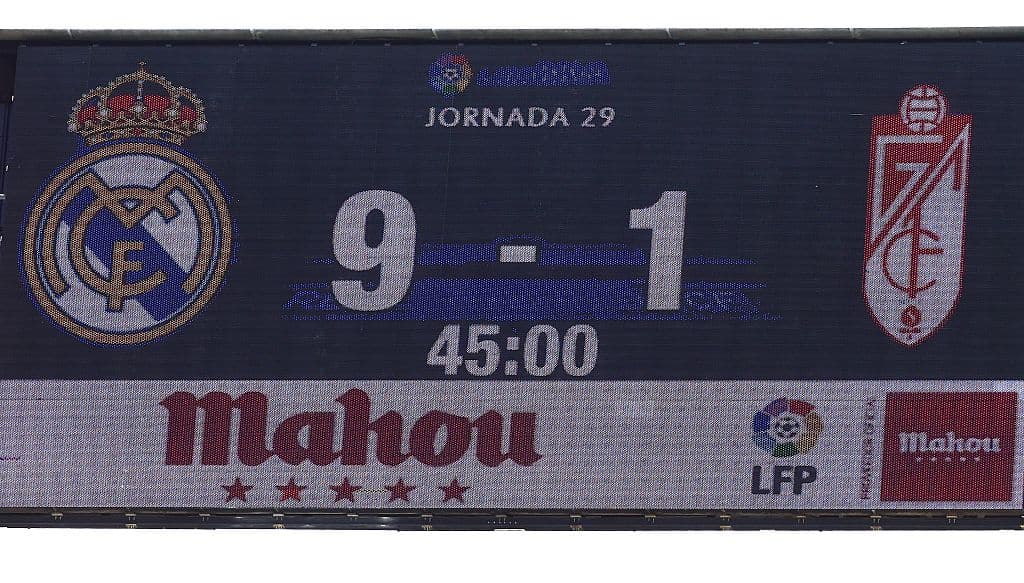 JORNADA 29
9 - 1
45:00
Mahou
LFP
Mahou